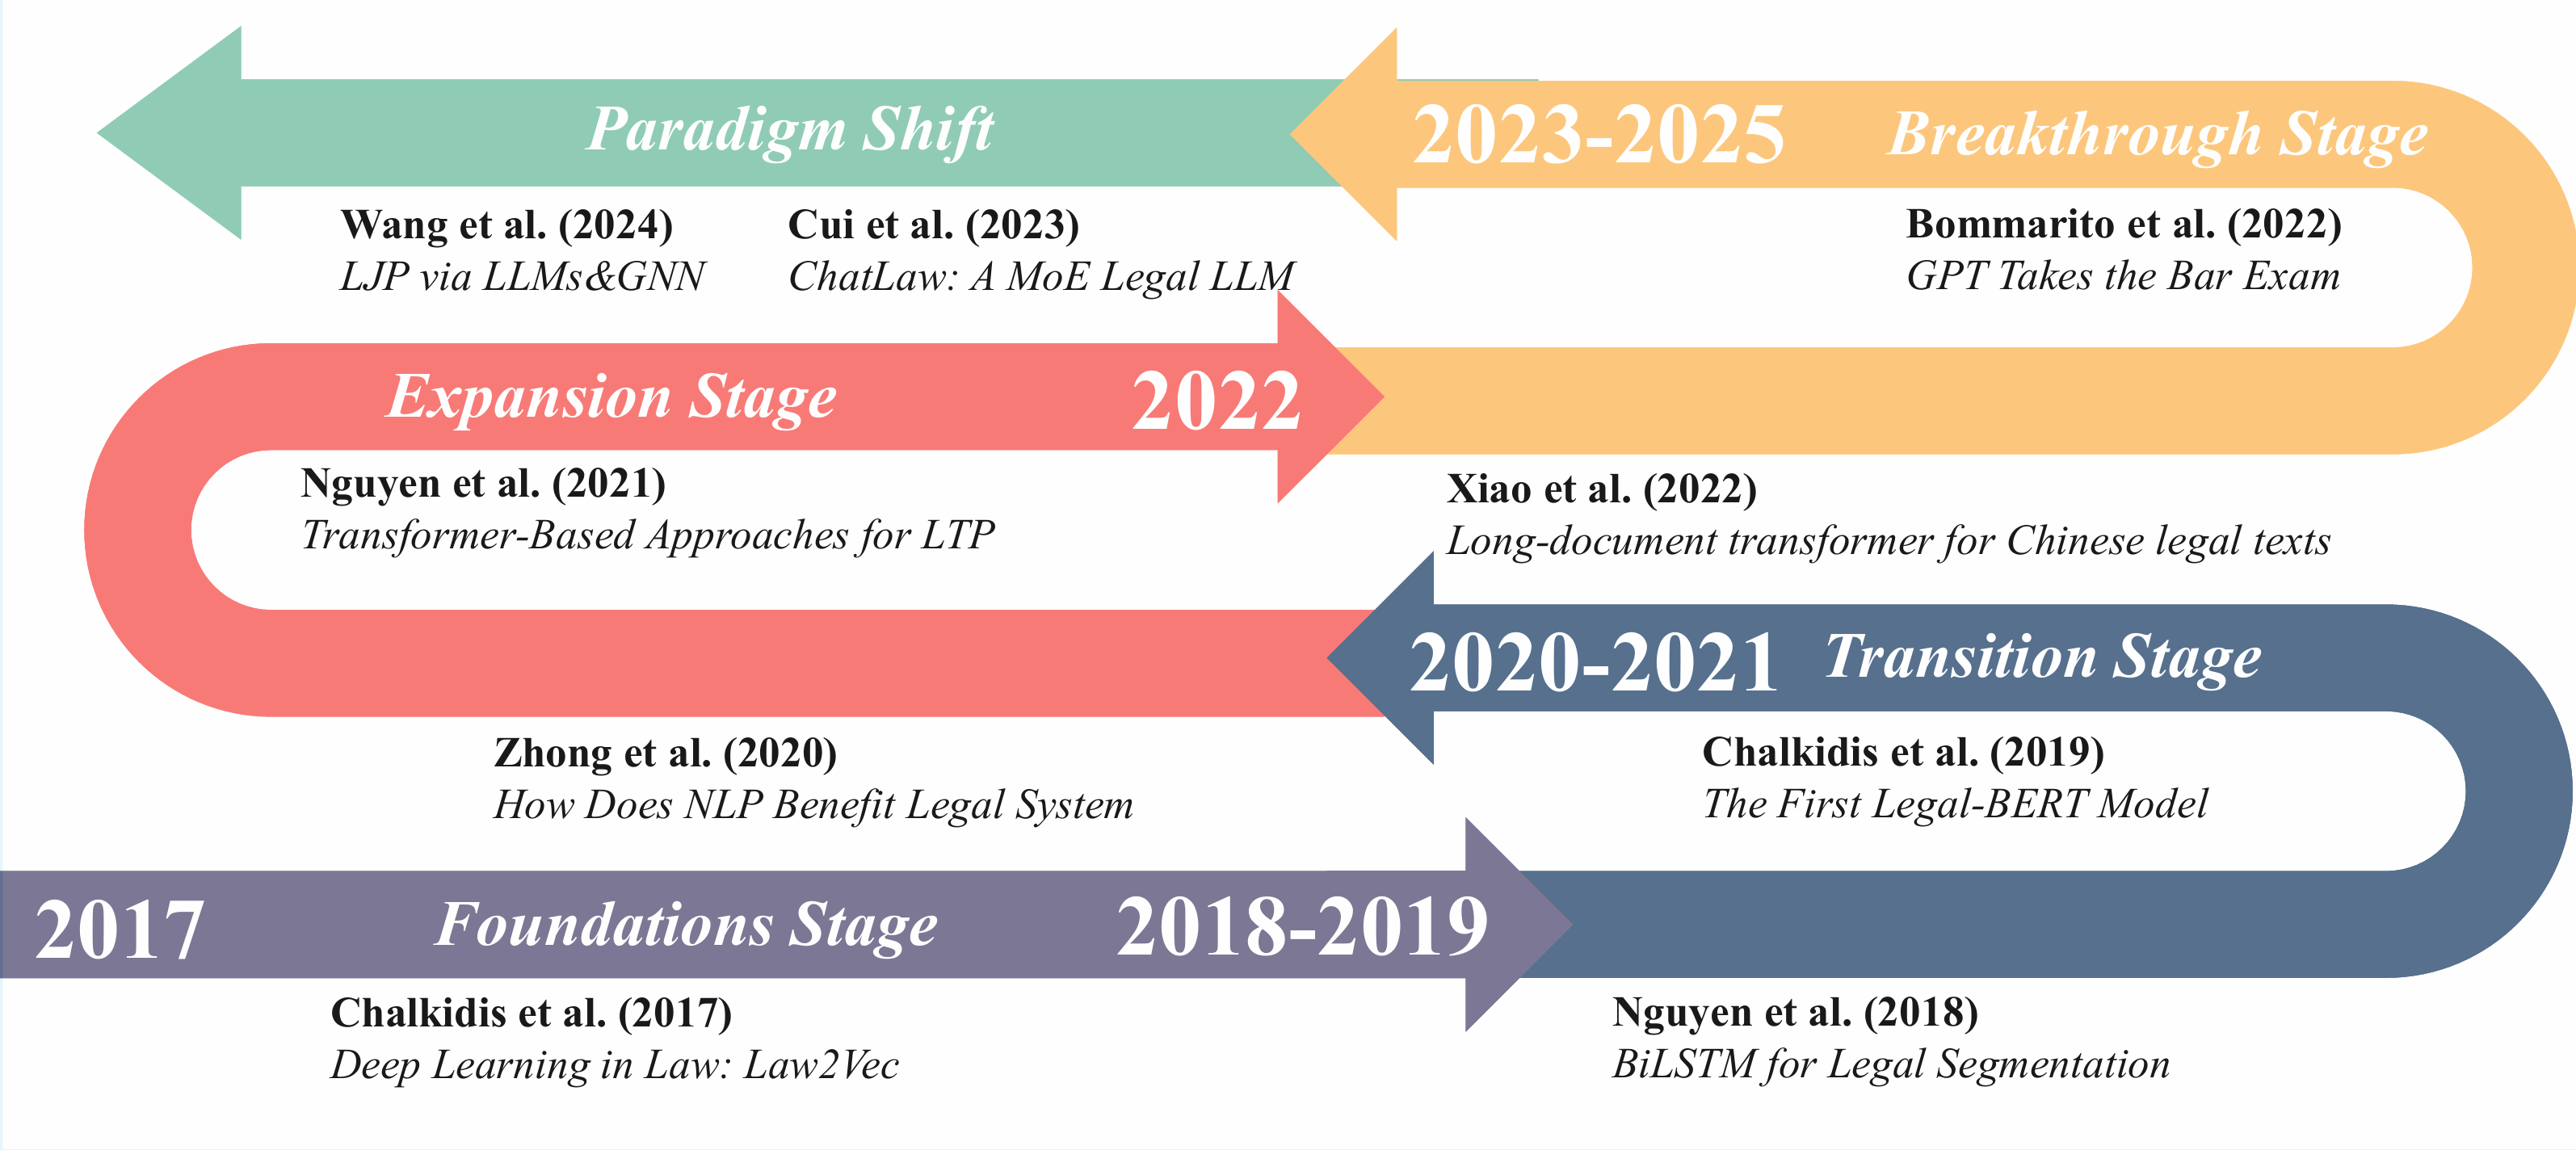 Paradigm Shift
2023-2025
Breakthrough Stage
Wang et al. (2024)
LJP via LLMs&GNN
Cui et al. (2023)
ChatLaw: A MoE Legal LLM
Bommarito et al. (2022)
GPT Takes the Bar Exam
Expansion Stage
2022
Nguyen et al. (2021)
Transformer-Based Approaches for LTP
Xiao et al. (2022)
Long-document transformer for Chinese legal texts
2020-2021
Transition Stage
Zhong et al. (2020)
How Does NLP Benefit Legal System
Chalkidis et al. (2019)
The First Legal-BERT Model
2017
Foundations Stage
2018-2019
Chalkidis et al. (2017)
Deep Learning in Law: Law2Vec
Nguyen et al. (2018)
BiLSTM for Legal Segmentation